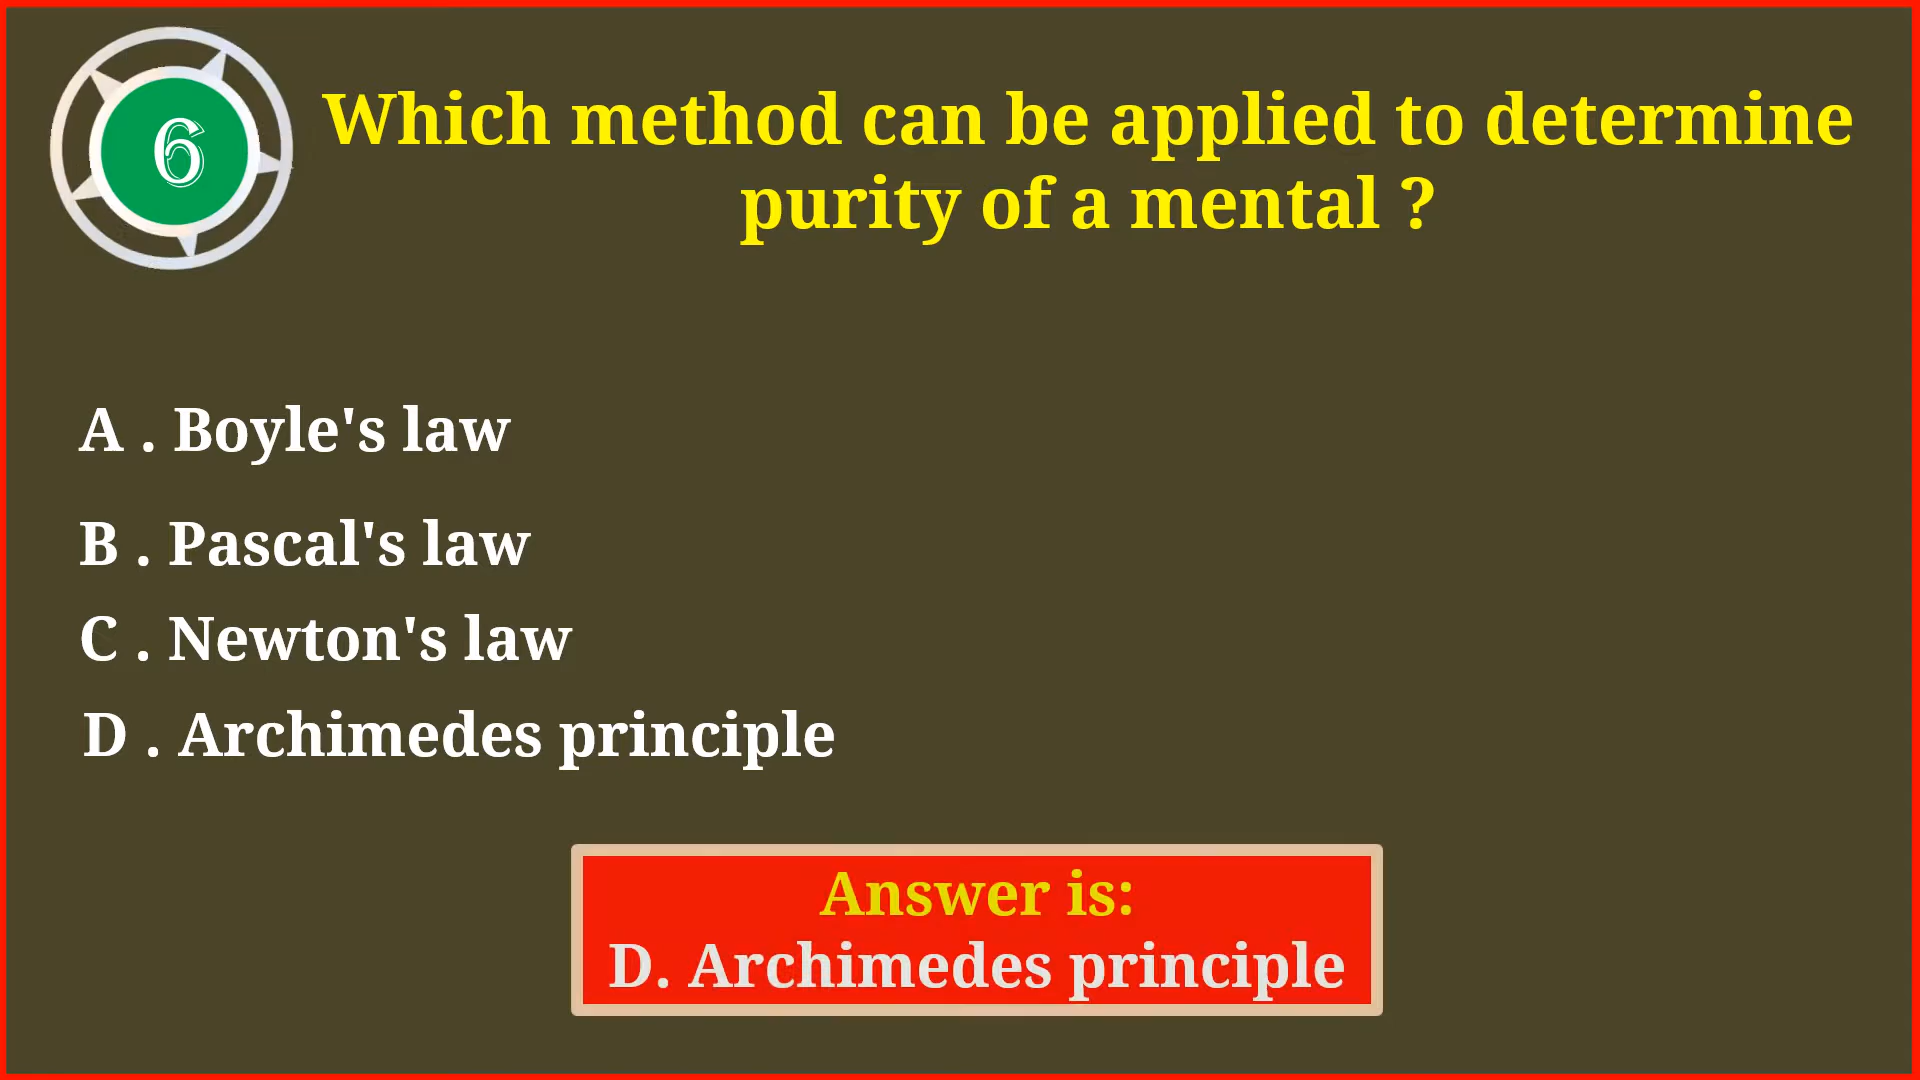 6
Which method can be applied to determine
purity of a mental ?
A . Boyle's law
B . Pascal's law
C . Newton's law
D . Archimedes principle
Answer is:
D. Archimedes principle